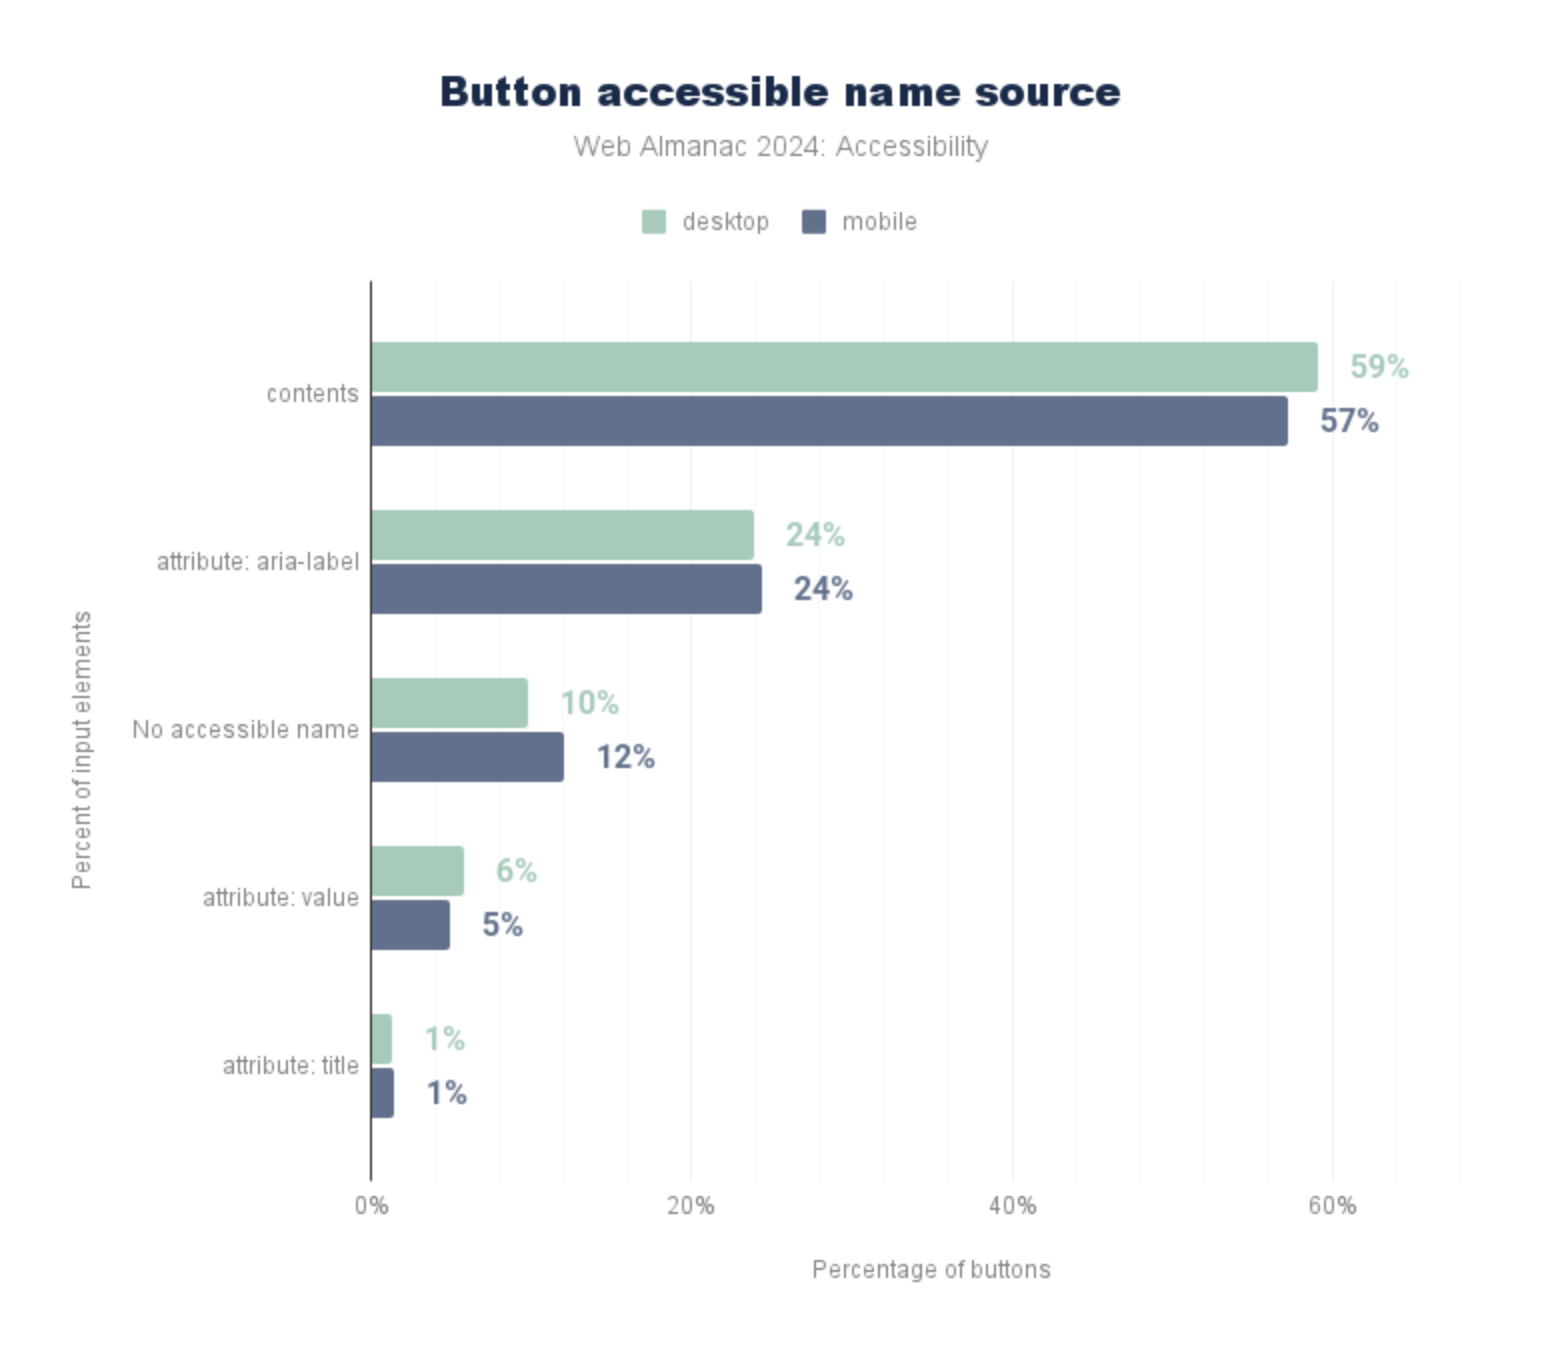 Button accessible name source
Web Almanac 2024: Accessibility
desktop mobile
contents
59%
57%
attribute: aria-label
24%
24%
No accessible name
10%
12%
attribute: value
6%
5%
attribute: title
1%
1%
Percent of input elements
0% 20% 40% 60%
Percentage of buttons